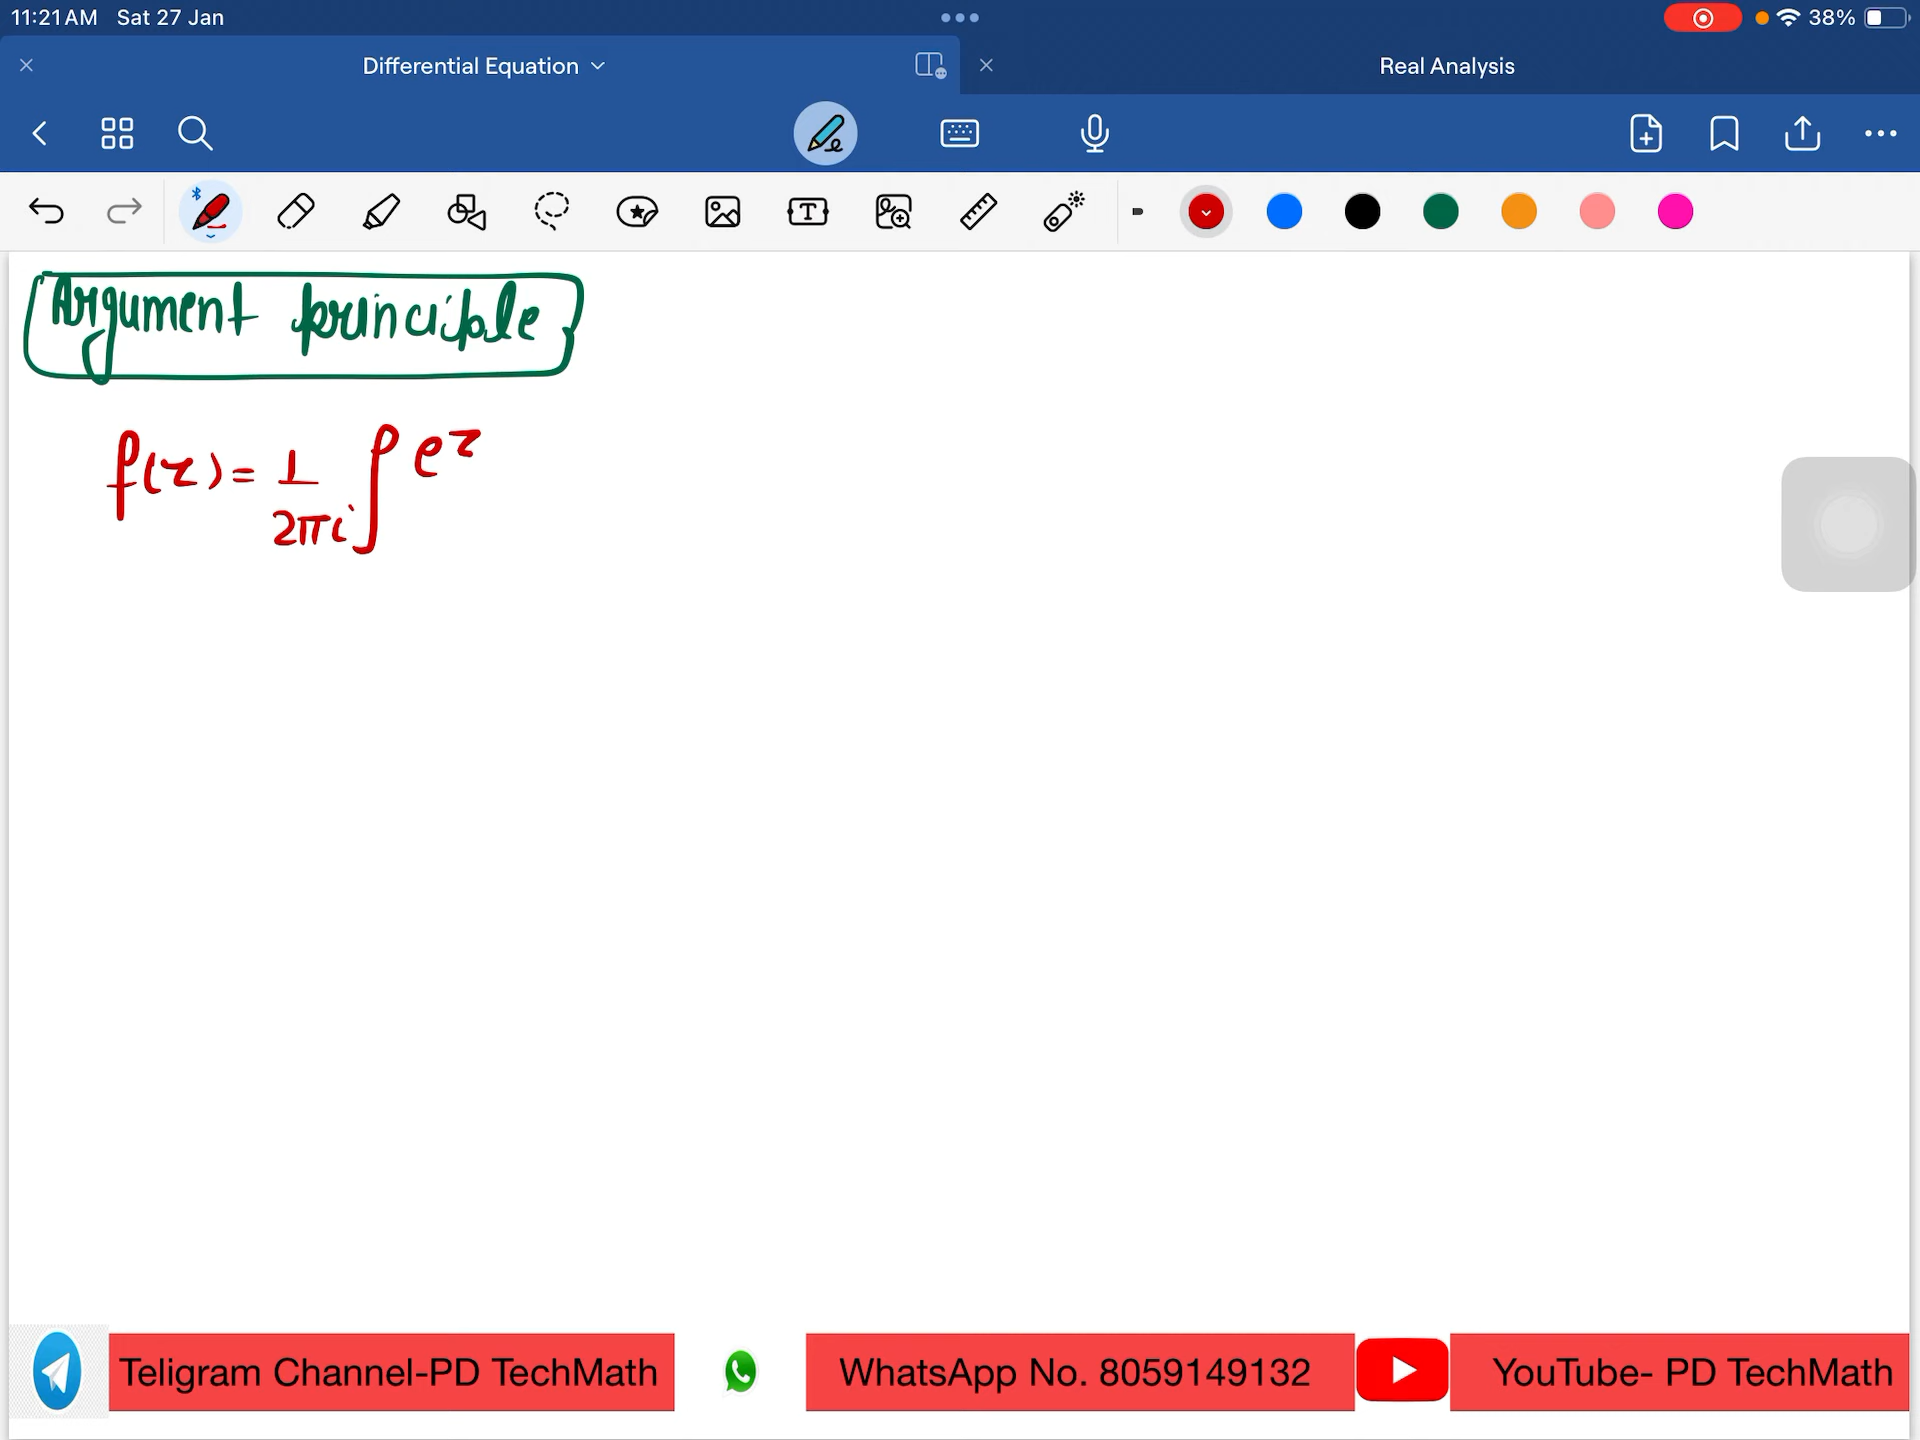 11:21 AM Sat 27 Jan
38%
Differential Equation
Real Analysis
Argument principle
f(z) = 1/2πi ∫ e^z
Teligram Channel-PD TechMath
WhatsApp No. 8059149132
YouTube- PD TechMath